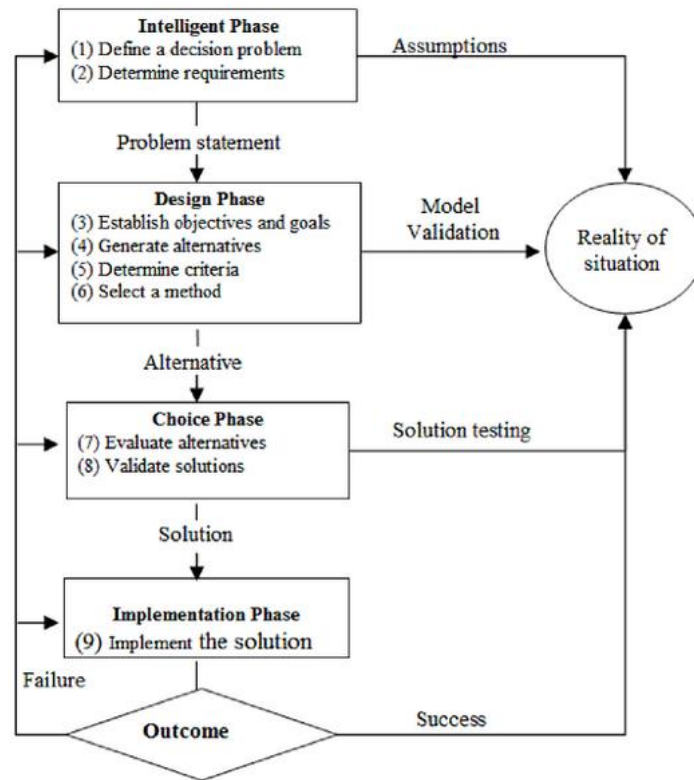 Intelligent Phase
(1) Define a decision problem
(2) Determine requirements
Assumptions
Problem statement
Design Phase
(3) Establish objectives and goals
(4) Generate alternatives
(5) Determine criteria
(6) Select a method
Model
Validation
Reality of
situation
Alternative
Choice Phase
(7) Evaluate alternatives
(8) Validate solutions
Solution testing
Solution
Implementation Phase
(9) Implement the solution
Failure
Outcome
Success